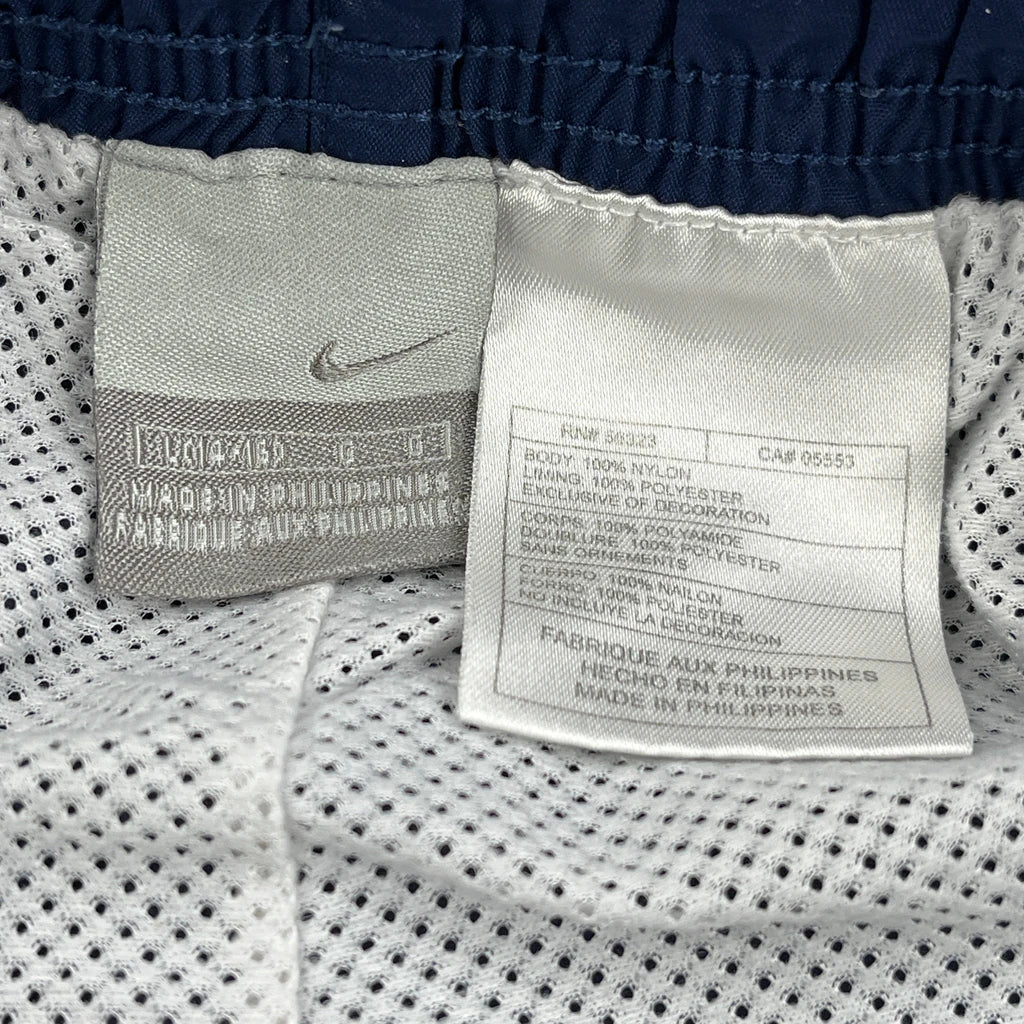 MADE IN PHILIPPINES
FABRIQUE AUX PHILIPPINES
RN# 56323
CA# 05553
BODY: 100% NYLON
LINING: 100% POLYESTER
EXCLUSIVE OF DECORATION
CORPS: 100% POLYAMIDE
DOUBLURE: 100% POLYESTER
SANS ORNEMENTS
CUERPO: 100% NAILON
FORRO: 100% POLIESTER
NO INCLUYE LA DECORACION
FABRIQUE AUX PHILIPPINES
HECHO EN FILIPINAS
MADE IN PHILIPPINES